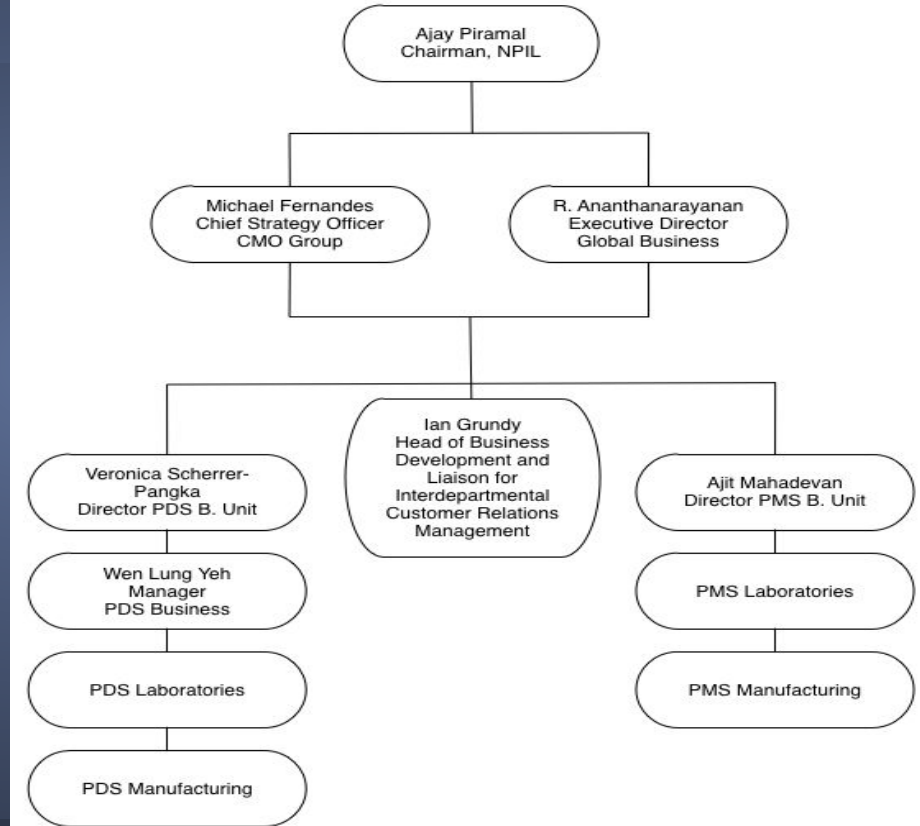 Ajay Piramal
Chairman, NPIL
Michael Fernandes
Chief Strategy Officer
CMO Group
R. Ananthanarayanan
Executive Director
Global Business
Ian Grundy
Head of Business
Development and
Liaison for
Interdepartmental
Customer Relations
Management
Veronica Scherrer-
Pangka
Director PDS B. Unit
Ajit Mahadevan
Director PMS B. Unit
Wen Lung Yeh
Manager
PDS Business
PMS Laboratories
PDS Laboratories
PMS Manufacturing
PDS Manufacturing